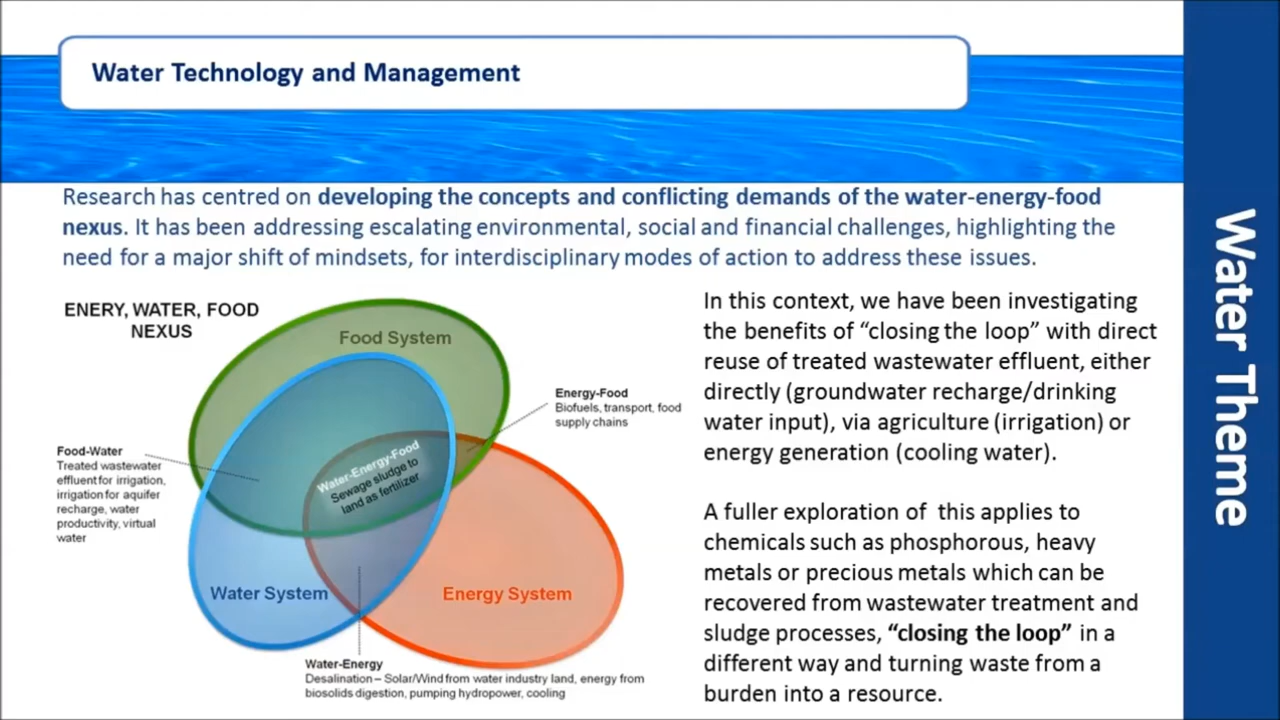 Water Technology and Management
Research has centred on developing the concepts and conflicting demands of the water-energy-food
nexus. It has been addressing escalating environmental, social and financial challenges, highlighting the
need for a major shift of mindsets, for interdisciplinary modes of action to address these issues.
ENERY, WATER, FOOD
NEXUS
Food System
Energy-Food
Biofuels, transport, food
supply chains
Food-Water
Treated wastewater
effluent for irrigation,
irrigation for aquifer
recharge, water
productivity, virtual
water
Water-Energy-Food
Sewage sludge to
land as fertilizer
Water System
Energy System
Water-Energy
Desalination – Solar/Wind from water industry land, energy from
biosolids digestion, pumping hydropower, cooling
In this context, we have been investigating
the benefits of “closing the loop” with direct
reuse of treated wastewater effluent, either
directly (groundwater recharge/drinking
water input), via agriculture (irrigation) or
energy generation (cooling water).
A fuller exploration of this applies to
chemicals such as phosphorous, heavy
metals or precious metals which can be
recovered from wastewater treatment and
sludge processes, “closing the loop” in a
different way and turning waste from a
burden into a resource.
Water Theme